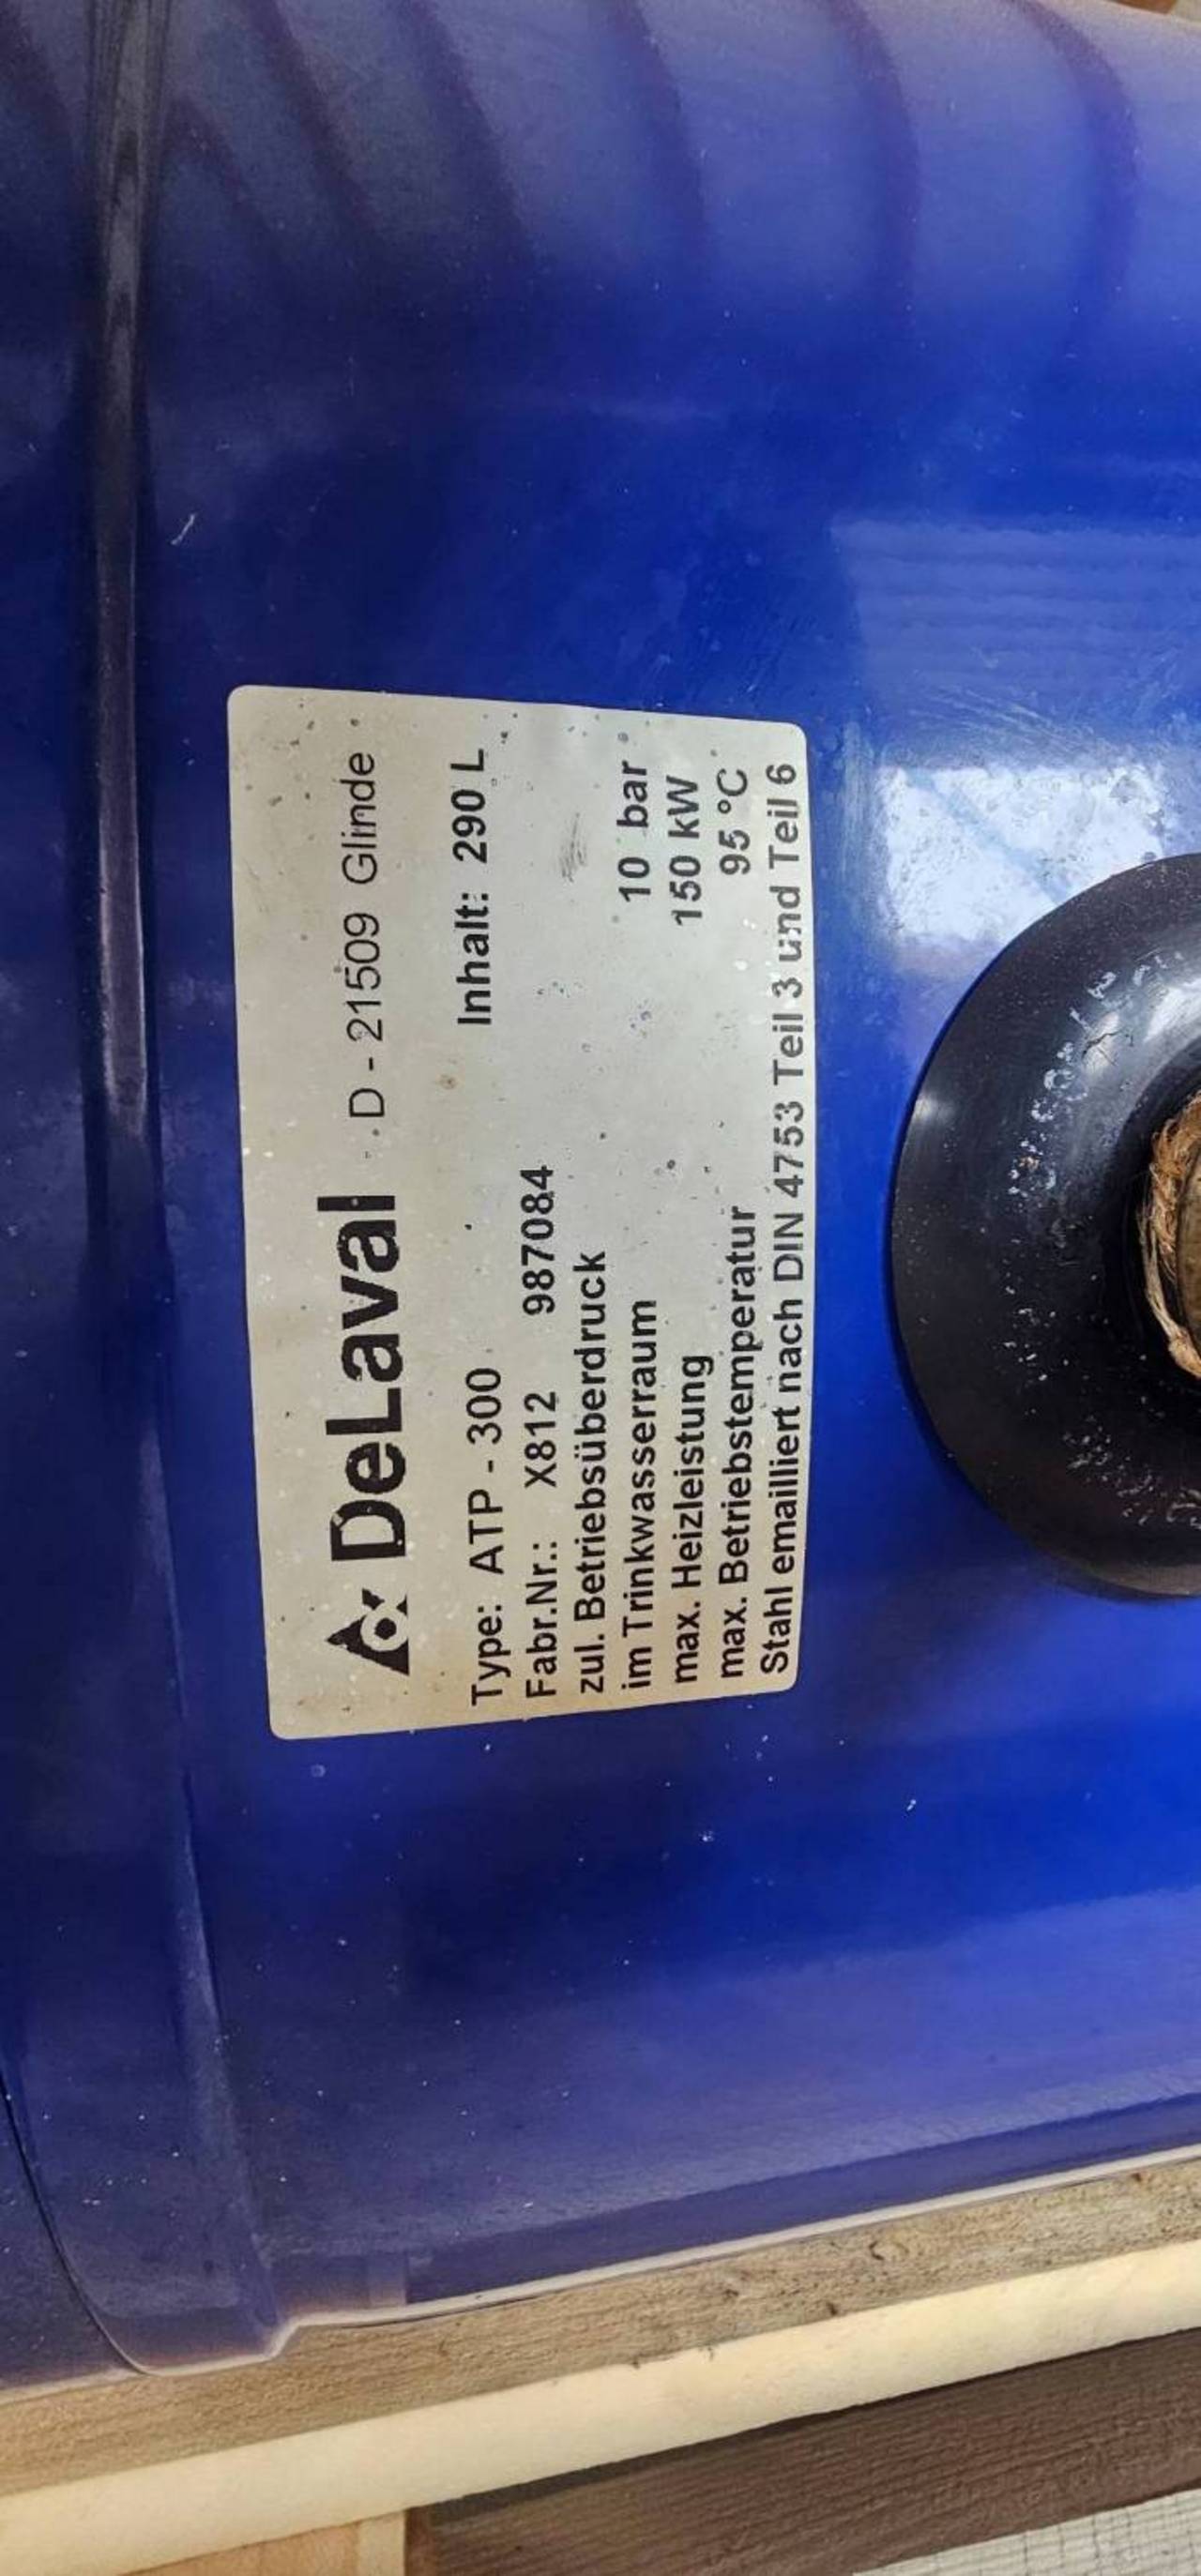 DeLaval D - 21509 Glinde
Type: ATP - 300 Inhalt: 290 L
Fabr.Nr.: X812 987084
zul. Betriebsüberdruck
im Trinkwasserraum 10 bar
max. Heizleistung 150 kW
max. Betriebstemperatur 95 °C
Stahl emailliert nach DIN 4753 Teil 3 und Teil 6